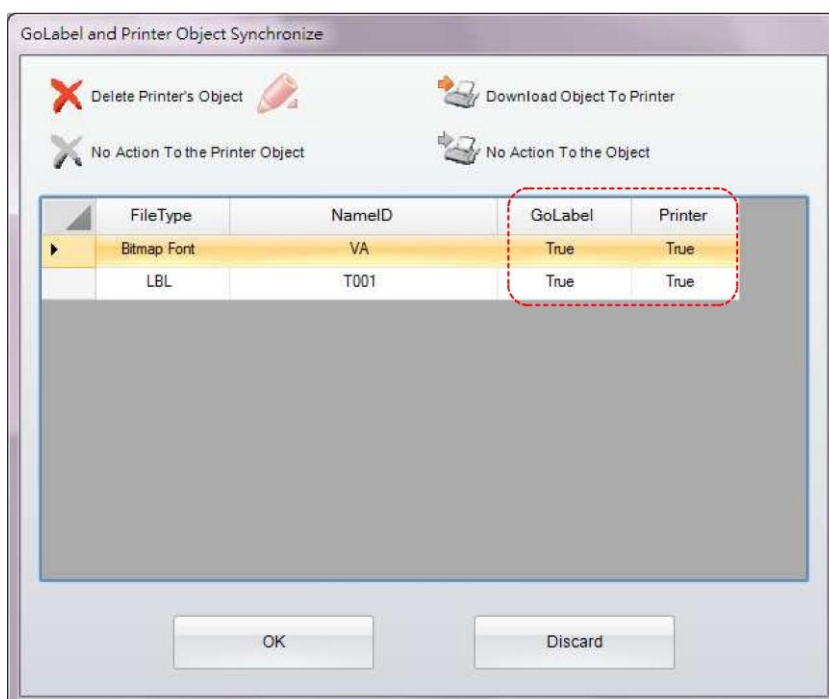 GoLabel and Printer Object Synchronize
Delete Printer's Object Download Object To Printer
No Action To the Printer Object No Action To the Object
FileType NameID GoLabel Printer
Bitmap Font VA True True
LBL T001 True True
OK Discard